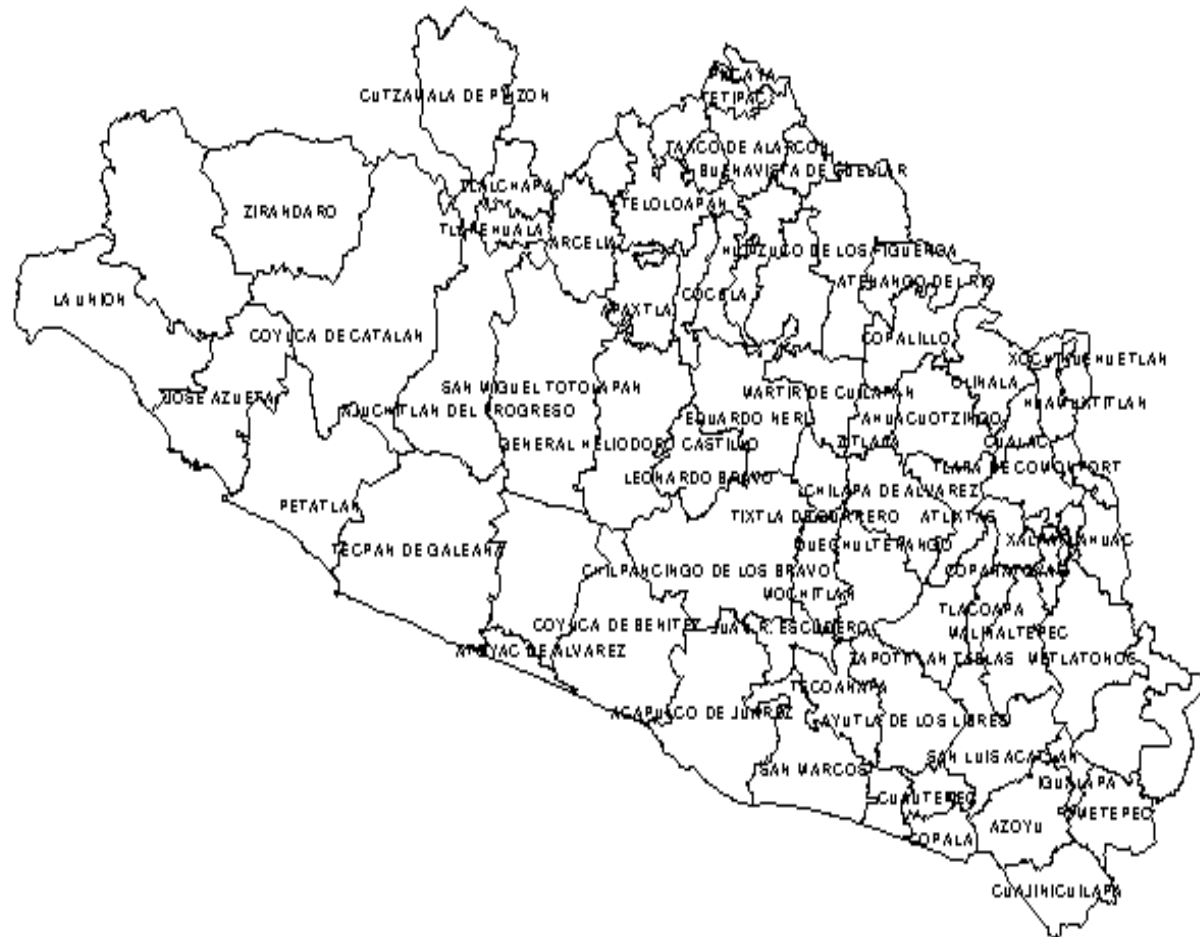 CUTZAMALA DE PINZON
TETIPAC
TAXCO DE ALARCON
BUENAVISTA DE CUELLAR
TLALCHAPA
ZIRANDARO
TELOLOAPAN
TLAPEHUALA
ARCELIA
HUITZUCO DE LOS FIGUEROA
ATENANGO DEL RIO
LA UNION
COCULA
APAXTLA
COYUCA DE CATALAN
COPALILLO
XOCHIHUEHUETLAN
OLINALA
SAN MIGUEL TOTOLAPAN
MARTIR DE CUILAPAN
JOSE AZUETA
HUAMUXTITLAN
AJUCHITLAN DEL PROGRESO
EDUARDO NERI
AHUACUOTZINGO
GENERAL HELIODORO CASTILLO
ZITLALA
CUALAC
TLAPA DE COMONFORT
LEONARDO BRAVO
CHILAPA DE ALVAREZ
PETATLAN
TIXTLA DE GUERRERO
ATLIXTAC
XALPATLAHUAC
TECPAN DE GALEANA
QUECHULTENANGO
CHILPANCINGO DE LOS BRAVO
COPANATOYAC
MOCHITLAN
TLACOAPA
COYUCA DE BENITEZ
JUAN R. ESCUDERO
MALINALTEPEC
ATOYAC DE ALVAREZ
ZAPOTITLAN TABLAS
METLATONOC
TECOANAPA
ACAPULCO DE JUAREZ
AYUTLA DE LOS LIBRES
SAN LUIS ACATLAN
SAN MARCOS
IGUALAPA
CUAUTEPEC
OMETEPEC
AZOYU
COPALA
CUAJINICUILAPA